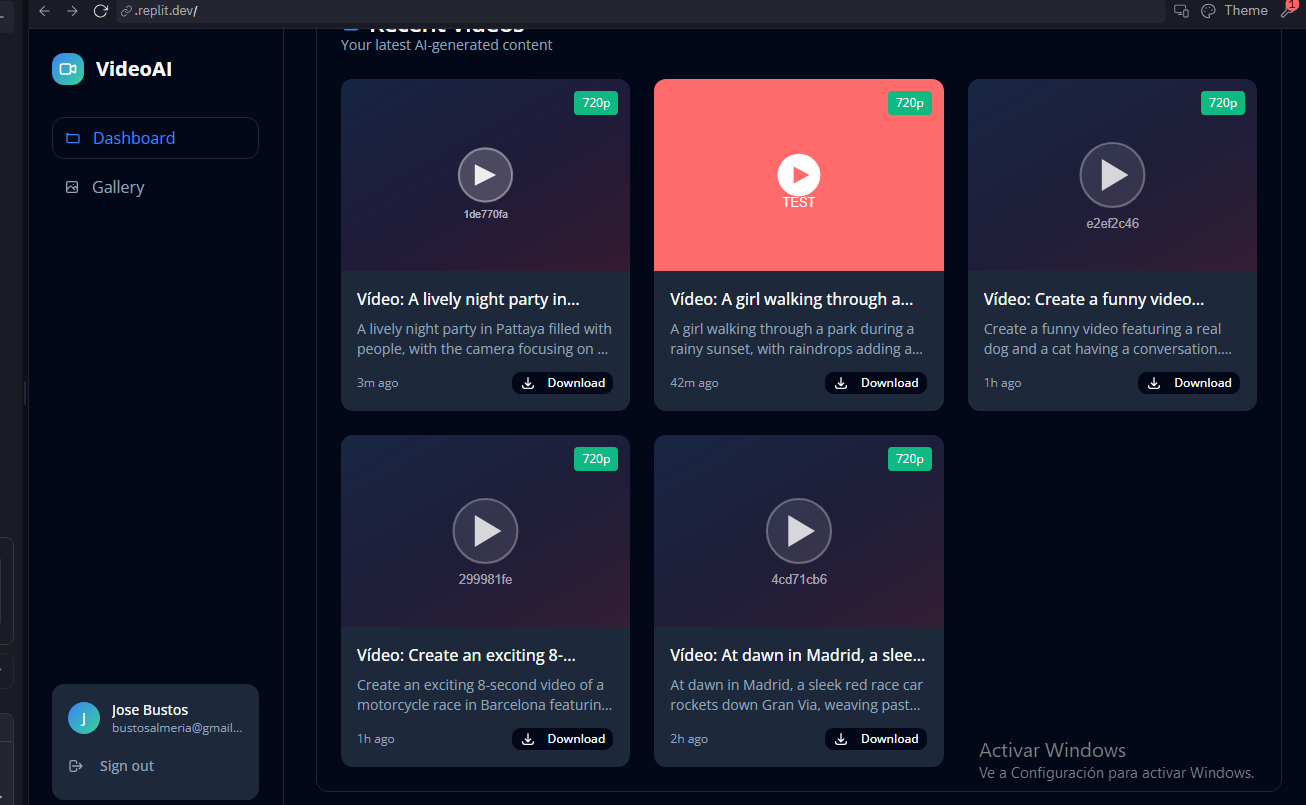 .replit.dev/
Theme
1
VideoAI
Dashboard
Gallery
Recent Videos
Your latest AI-generated content
720p
1de770fa
Vídeo: A lively night party in...
A lively night party in Pattaya filled with
people, with the camera focusing on ...
3m ago
Download
720p
TEST
Vídeo: A girl walking through a...
A girl walking through a park during a
rainy sunset, with raindrops adding a...
42m ago
Download
720p
e2ef2c46
Vídeo: Create a funny video...
Create a funny video featuring a real
dog and a cat having a conversation....
1h ago
Download
720p
299981fe
Vídeo: Create an exciting 8-...
Create an exciting 8-second video of a
motorcycle race in Barcelona featurin...
1h ago
Download
720p
4cd71cb6
Vídeo: At dawn in Madrid, a slee...
At dawn in Madrid, a sleek red race car
rockets down Gran Via, weaving past...
2h ago
Download
J
Jose Bustos
bustosalmeria@gmail...
Sign out
Activar Windows
Ve a Configuración para activar Windows.